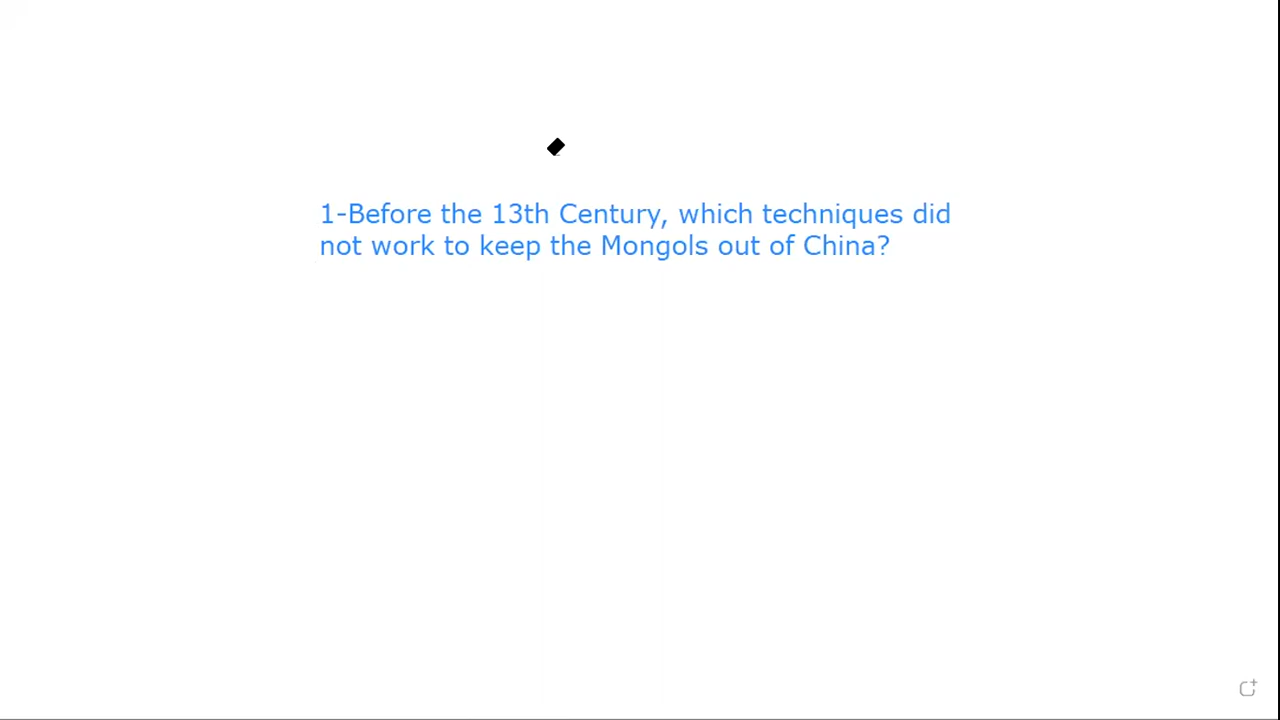 1-Before the 13th Century, which techniques did
not work to keep the Mongols out of China?